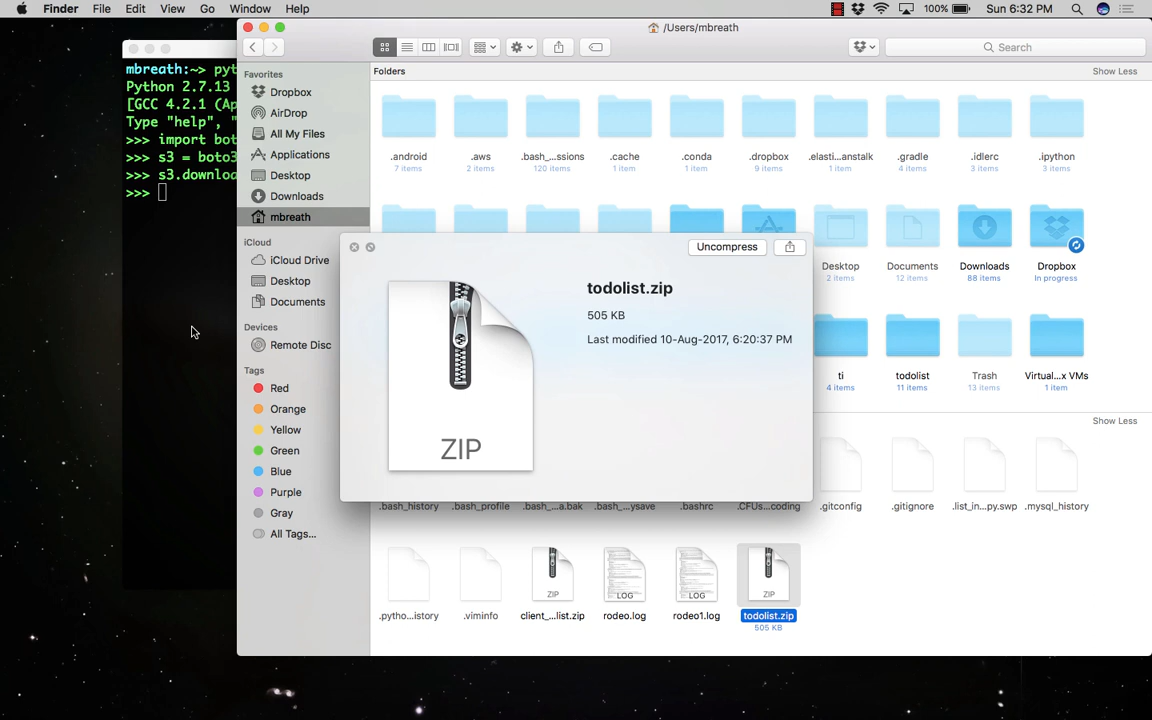 Finder File Edit View Go Window Help 100% Sun 6:32 PM
mbreath:~> pyt
Python 2.7.13
[GCC 4.2.1 (Ap
Type "help", "
>>> import bot
>>> s3 = boto3
>>> s3.downloa
>>>
/Users/mbreath
Search
Favorites
Dropbox
AirDrop
All My Files
Applications
Desktop
Downloads
mbreath
iCloud
iCloud Drive
Desktop
Documents
Devices
Remote Disc
Tags
Red
Orange
Yellow
Green
Blue
Purple
Gray
All Tags...
Folders Show Less
.android .aws .bash_...ssions .cache .conda .dropbox .elasti...anstalk .gradle .idlerc .ipython
7 items 2 items 120 items 1 item 1 item 9 items 1 item 4 items 3 items 3 items
Desktop Documents Downloads Dropbox
2 items 12 items 88 items In progress
ti todolist Trash Virtual...x VMs
4 items 11 items 13 items 1 item
Uncompress
todolist.zip
505 KB
Last modified 10-Aug-2017, 6:20:37 PM
ZIP
Show Less
.bash_history .bash_profile .bash_...a.bak .bash_...ysave .bashrc .CFUs...coding .gitconfig .gitignore .list_in...py.swp .mysql_history
ZIP LOG LOG ZIP
.pytho...istory .viminfo client_...list.zip rodeo.log rodeo1.log todolist.zip
505 KB